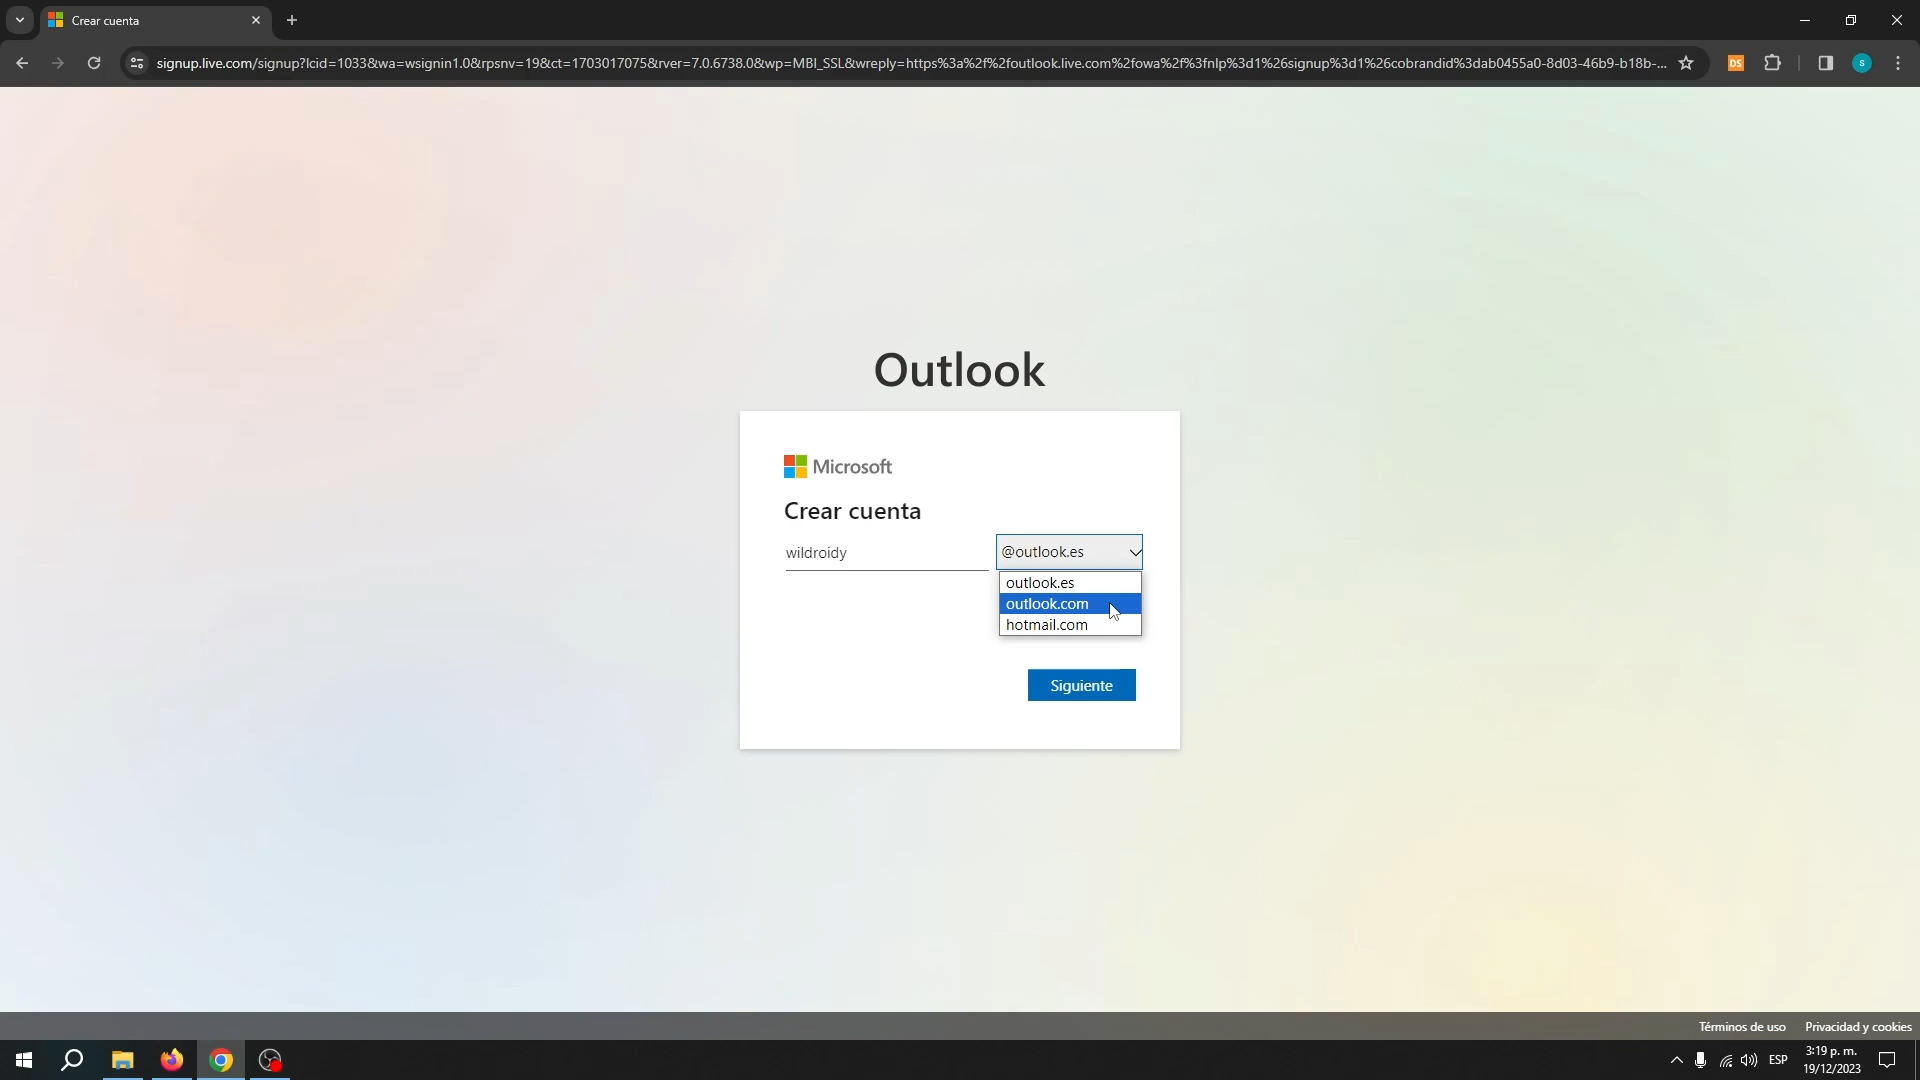 Crear cuenta
signup.live.com/signup?lcid=1033&wa=wsignin1.0&rpsnv=19&ct=1703017075&rver=7.0.6738.0&wp=MBI_SSL&wreply=https%3a%2f%2foutlook.live.com%2fowa%2f%3fnlp%3d1%26signup%3d1%26cobrandid%3dab0455a0-8d03-46b9-b18b-...
DS
S
Outlook
Microsoft
Crear cuenta
wildroidy
@outlook.es
outlook.es
outlook.com
hotmail.com
Siguiente
Términos de uso
Privacidad y cookies
ESP
3:19 p. m.
19/12/2023